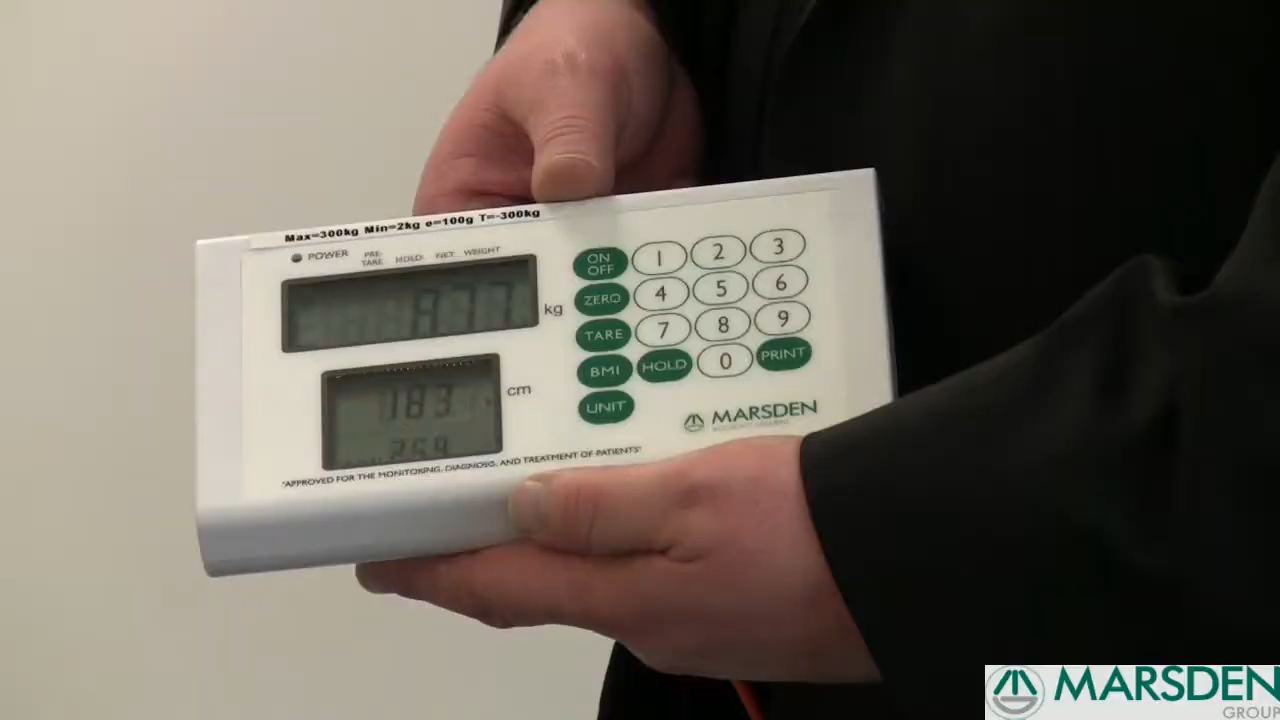 Max=300kg Min=2kg e=100g T=-300kg
POWER PRE-TARE HOLD NET WEIGHT
kg
183 cm
ON OFF 1 2 3
ZERO 4 5 6
TARE 7 8 9
BMI HOLD 0 PRINT
UNIT
MARSDEN
"APPROVED FOR THE MONITORING, DIAGNOSIS, AND TREATMENT OF PATIENTS"
MARSDEN
GROUP